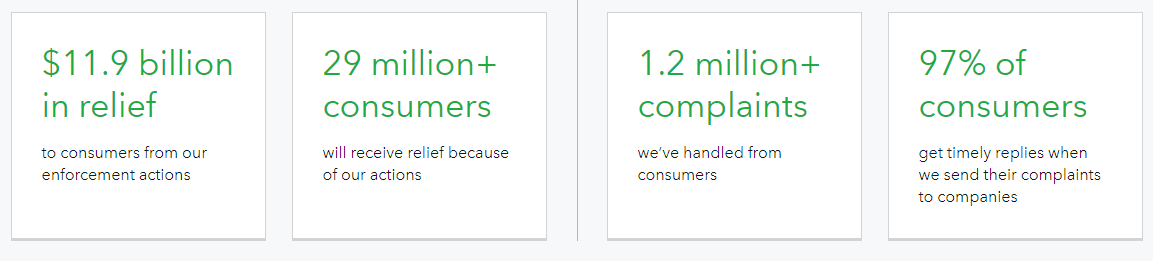 $11.9 billion
in relief
to consumers from our
enforcement actions
29 million+
consumers
will receive relief because
of our actions
1.2 million+
complaints
we’ve handled from
consumers
97% of
consumers
get timely replies when
we send their complaints
to companies